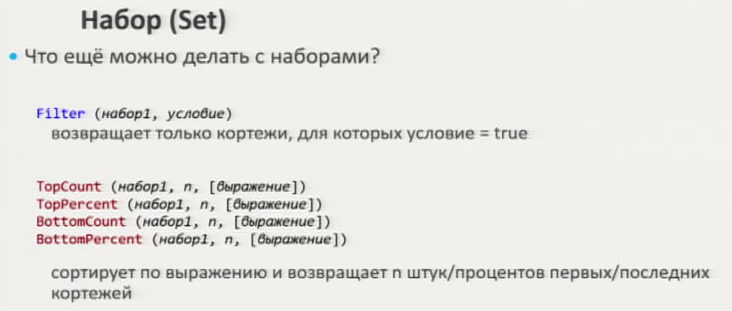 Набор (Set)
• Что ещё можно делать с наборами?
Filter (набор1, условие)
возвращает только кортежи, для которых условие = true
TopCount (набор1, n, [выражение])
TopPercent (набор1, n, [выражение])
BottomCount (набор1, n, [выражение])
BottomPercent (набор1, n, [выражение])
сортирует по выражению и возвращает n штук/процентов первых/последних
кортежей